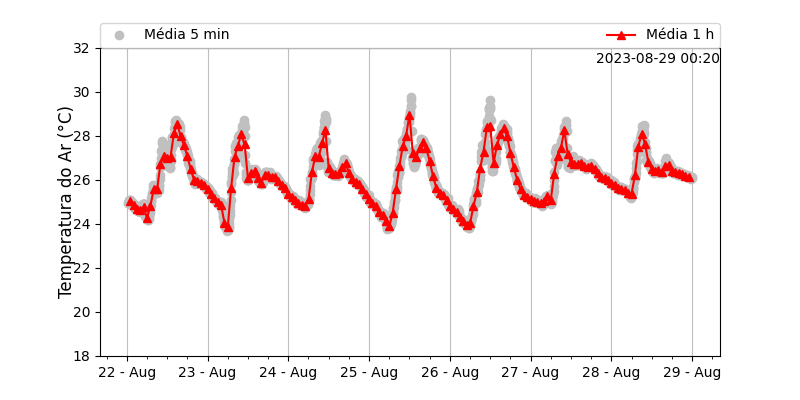 Média 5 min
Média 1 h
2023-08-29 00:20
Temperatura do Ar (°C)
32
30
28
26
24
22
20
18
22 - Aug
23 - Aug
24 - Aug
25 - Aug
26 - Aug
27 - Aug
28 - Aug
29 - Aug